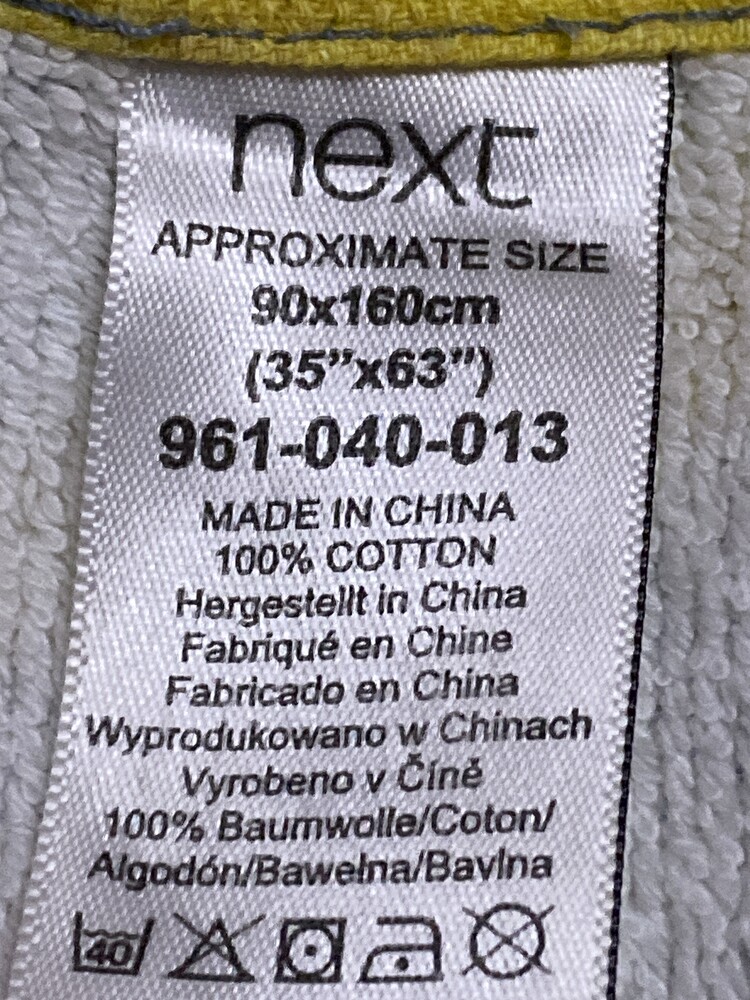 next
APPROXIMATE SIZE
90x160cm
(35”x63”)
961-040-013
MADE IN CHINA
100% COTTON
Hergestellt in China
Fabriqué en Chine
Fabricado en China
Wyprodukowano w Chinach
Vyrobeno v Číně
100% Baumwolle/Coton/
Algodón/Bawełna/Bavlna
40